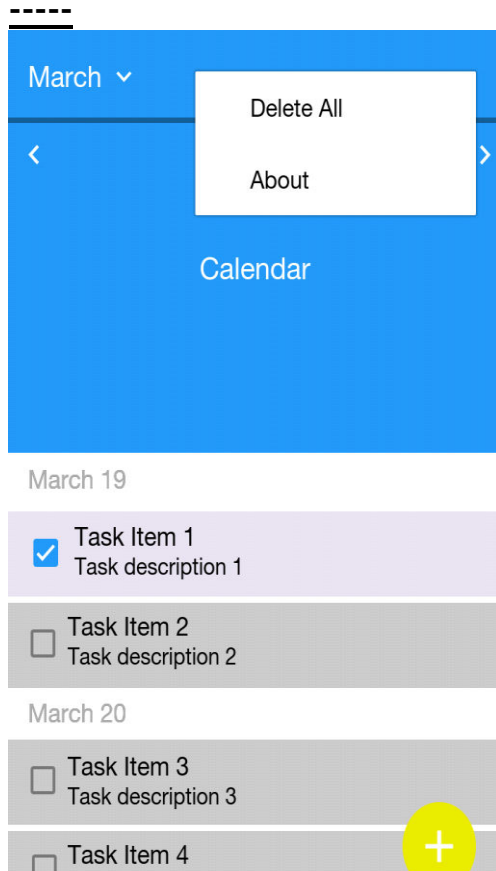 -----
March
Delete All
About
Calendar
March 19
Task Item 1
Task description 1
Task Item 2
Task description 2
March 20
Task Item 3
Task description 3
Task Item 4